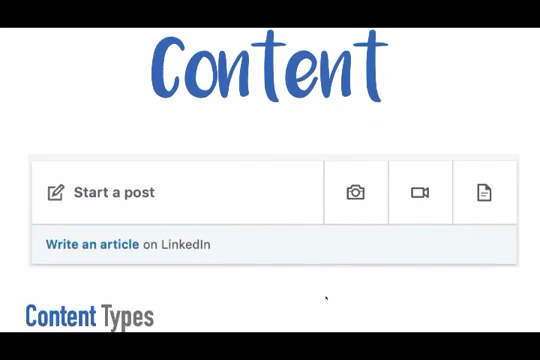 Content
Start a post
Write an article on LinkedIn
Content Types